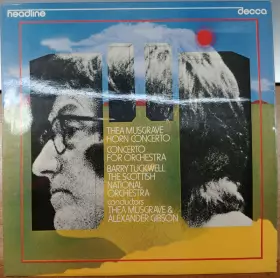 headline
decca
THEA MUSGRAVE
HORN CONCERTO
CONCERTO
FOR ORCHESTRA
BARRY TUCKWELL
THE SCOTTISH
NATIONAL
ORCHESTRA
conductors
THEA MUSGRAVE &
ALEXANDER GIBSON